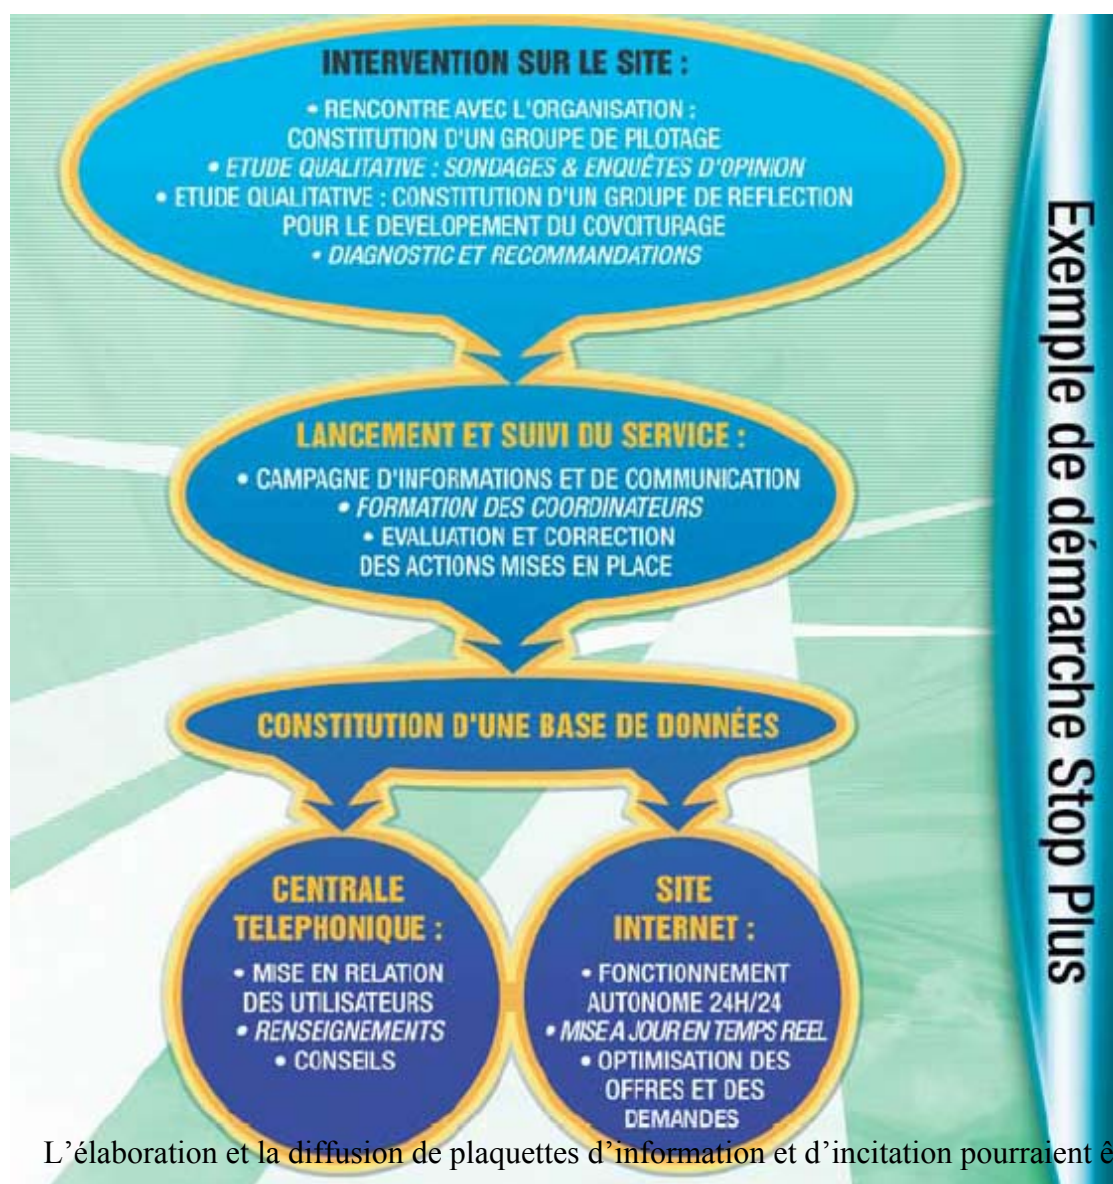 INTERVENTION SUR LE SITE :
• RENCONTRE AVEC L'ORGANISATION :
CONSTITUTION D'UN GROUPE DE PILOTAGE
• ETUDE QUALITATIVE : SONDAGES & ENQUÊTES D'OPINION
• ETUDE QUALITATIVE : CONSTITUTION D'UN GROUPE DE REFLECTION
POUR LE DEVELOPEMENT DU COVOITURAGE
• DIAGNOSTIC ET RECOMMANDATIONS
LANCEMENT ET SUIVI DU SERVICE :
• CAMPAGNE D'INFORMATIONS ET DE COMMUNICATION
• FORMATION DES COORDINATEURS
• EVALUATION ET CORRECTION
DES ACTIONS MISES EN PLACE
CONSTITUTION D'UNE BASE DE DONNÉES
CENTRALE
TELEPHONIQUE :
• MISE EN RELATION
DES UTILISATEURS
• RENSEIGNEMENTS
• CONSEILS
SITE
INTERNET :
• FONCTIONNEMENT
AUTONOME 24H/24
• MISE A JOUR EN TEMPS REEL
• OPTIMISATION DES
OFFRES ET DES
DEMANDES
Exemple de démarche Stop Plus
L’élaboration et la diffusion de plaquettes d’information et d’incitation pourraient